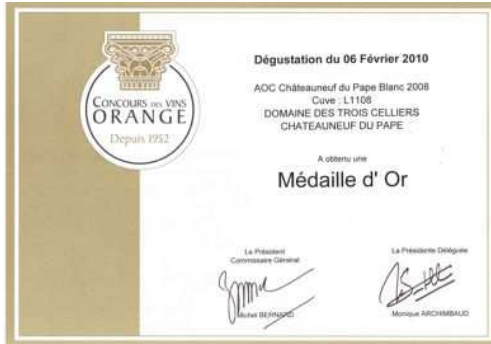 CONCOURS DES VINS
ORANGE
Depuis 1952
Dégustation du 06 Février 2010
AOC Châteauneuf du Pape Blanc 2008
Cuve : L1108
DOMAINE DES TROIS CELLIERS
CHATEAUNEUF DU PAPE
A obtenu une
Médaille d' Or
Le Président
Commissaire Général
Michel BERNARD
La Présidente Déléguée
Monique ARCHIMBAUD